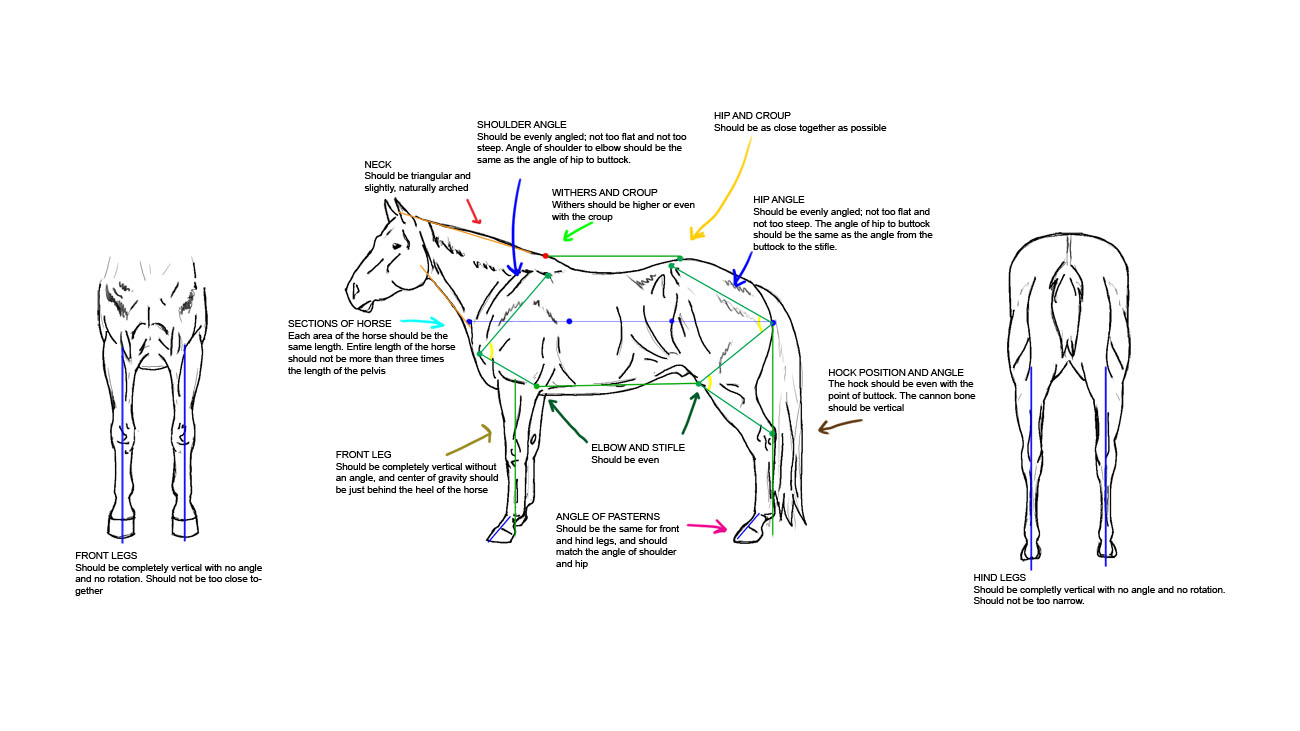 HIP AND CROUP
Should be as close together as possible
SHOULDER ANGLE
Should be evenly angled; not too flat and not too
steep. Angle of shoulder to elbow should be the
same as the angle of hip to buttock.
NECK
Should be triangular and
slightly, naturally arched
WITHERS AND CROUP
Withers should be higher or even
with the croup
HIP ANGLE
Should be evenly angled; not too flat and
not too steep. The angle of hip to buttock
should be the same as the angle from the
buttock to the stifle.
SECTIONS OF HORSE
Each area of the horse should be the
same length. Entire length of the horse
should not be more than three times
the length of the pelvis
HOCK POSITION AND ANGLE
The hock should be even with the
point of buttock. The cannon bone
should be vertical
ELBOW AND STIFLE
Should be even
FRONT LEG
Should be completely vertical without
an angle, and center of gravity should
be just behind the heel of the horse
ANGLE OF PASTERNS
Should be the same for front
and hind legs, and should
match the angle of shoulder
and hip
FRONT LEGS
Should be completely vertical with no angle
and no rotation. Should not be too close to-
gether
HIND LEGS
Should be completly vertical with no angle and no rotation.
Should not be too narrow.